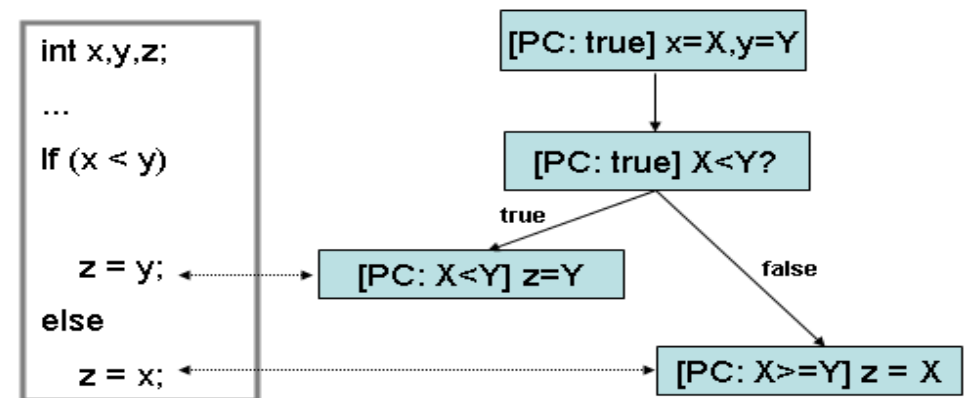 int x,y,z;
...
If (x < y)
z = y;
else
z = x;
[PC: true] x=X,y=Y
[PC: true] X<Y?
true
false
[PC: X<Y] z=Y
[PC: X>=Y] z = X